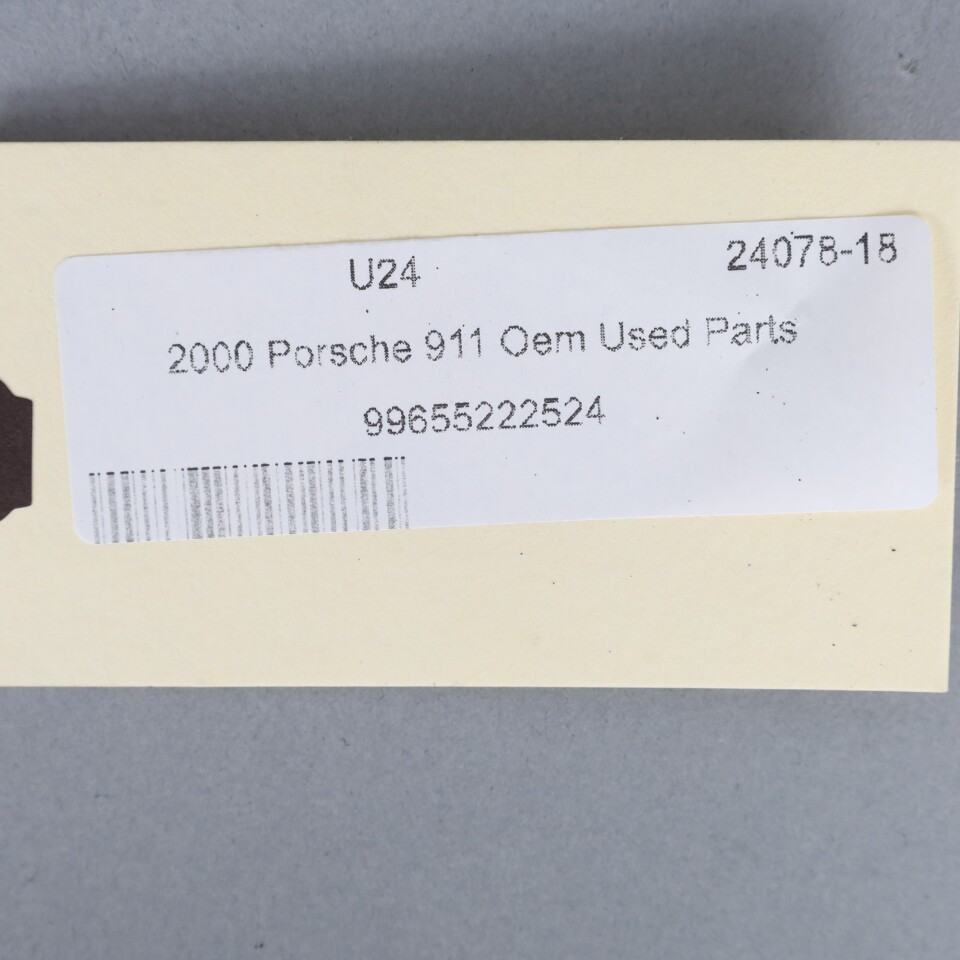 U24 24078-18
2000 Porsche 911 Oem Used Parts
99655222524